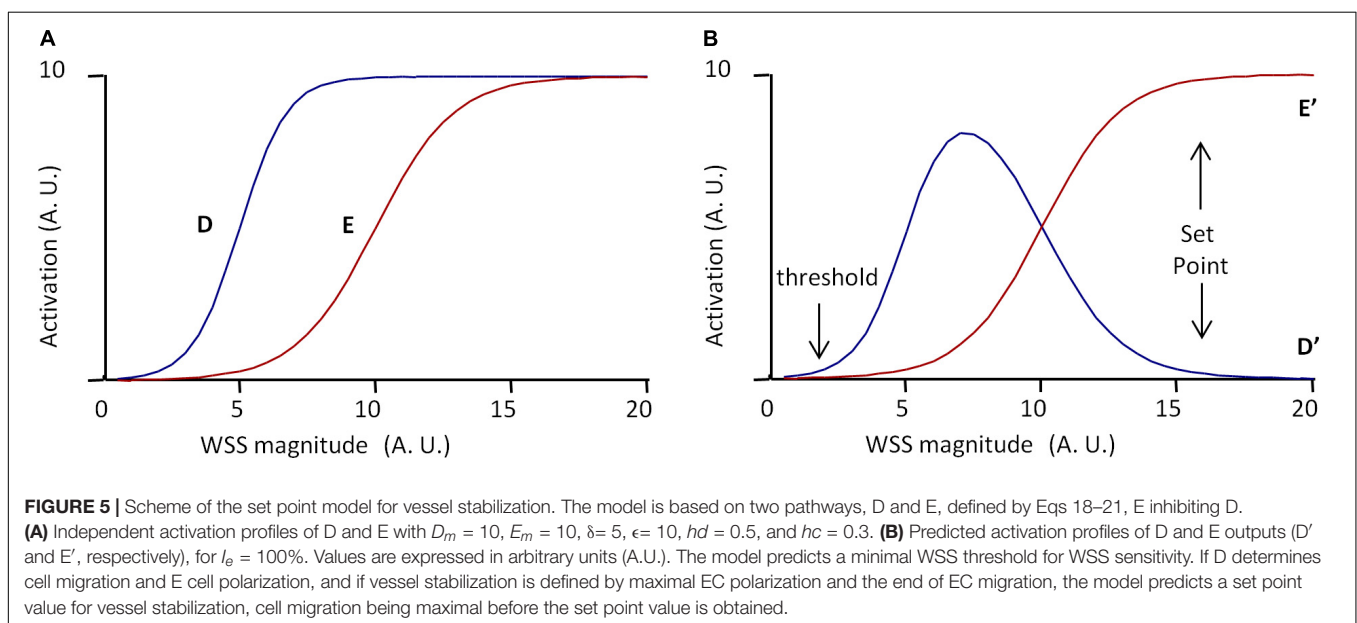 A
10
Activation (A. U.)
D
E
0 5 10 15 20
WSS magnitude (A. U.)
B
10
Activation (A. U.)
threshold
E'
Set
Point
D'
0 5 10 15 20
WSS magnitude (A. U.)
FIGURE 5 | Scheme of the set point model for vessel stabilization. The model is based on two pathways, D and E, defined by Eqs 18–21, E inhibiting D.
(A) Independent activation profiles of D and E with Dm = 10, Em = 10, δ= 5, ϵ= 10, hd = 0.5, and hc = 0.3. (B) Predicted activation profiles of D and E outputs (D′
and E′, respectively), for Ie = 100%. Values are expressed in arbitrary units (A.U.). The model predicts a minimal WSS threshold for WSS sensitivity. If D determines
cell migration and E cell polarization, and if vessel stabilization is defined by maximal EC polarization and the end of EC migration, the model predicts a set point
value for vessel stabilization, cell migration being maximal before the set point value is obtained.